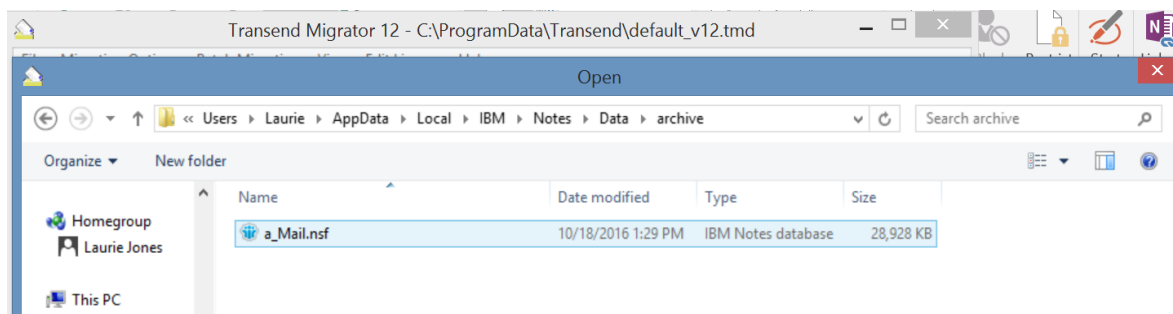 Transend Migrator 12 - C:\ProgramData\Transend\default_v12.tmd
Open
« Users Laurie AppData Local IBM Notes Data archive
Search archive
Organize New folder
Name Date modified Type Size
Homegroup
a_Mail.nsf 10/18/2016 1:29 PM IBM Notes database 28,928 KB
Laurie Jones
This PC